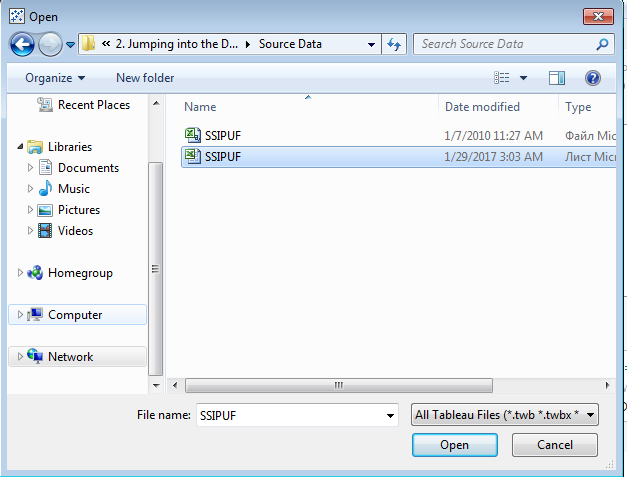 Open
« 2. Jumping into the D... ▸ Source Data
Search Source Data
Organize
New folder
Recent Places
Libraries
Documents
Music
Pictures
Videos
Homegroup
Computer
Network
Name Date modified Type
SSIPUF 1/7/2010 11:27 AM Файл Mic
SSIPUF 1/29/2017 3:03 AM Лист Mic
File name: SSIPUF
All Tableau Files (*.twb *.twbx *
Open
Cancel